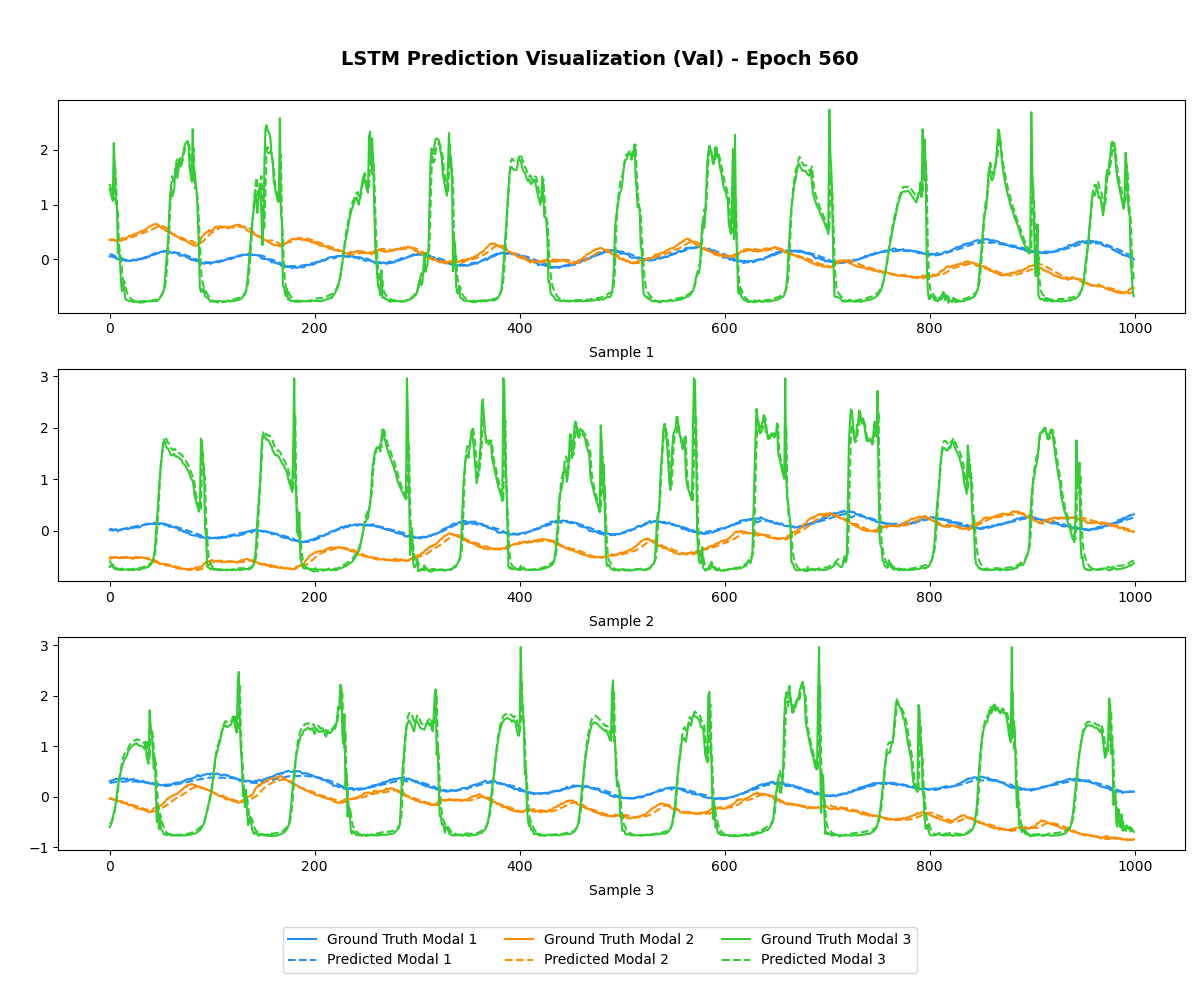 LSTM Prediction Visualization (Val) - Epoch 560
2
1
0
0 200 400 600 800 1000
Sample 1
3
2
1
0
0 200 400 600 800 1000
Sample 2
3
2
1
0
−1
0 200 400 600 800 1000
Sample 3
Ground Truth Modal 1 Ground Truth Modal 2 Ground Truth Modal 3
Predicted Modal 1 Predicted Modal 2 Predicted Modal 3